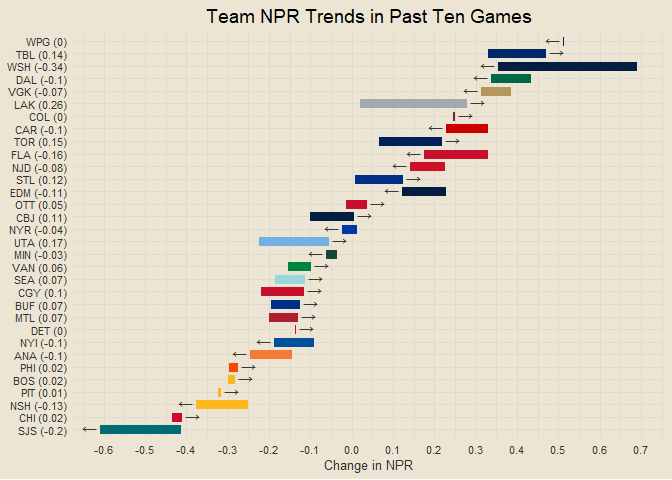 Team NPR Trends in Past Ten Games
WPG (0)
TBL (0.14)
WSH (-0.34)
DAL (-0.1)
VGK (-0.07)
LAK (0.26)
COL (0)
CAR (-0.1)
TOR (0.15)
FLA (-0.16)
NJD (-0.08)
STL (0.12)
EDM (-0.11)
OTT (0.05)
CBJ (0.11)
NYR (-0.04)
UTA (0.17)
MIN (-0.03)
VAN (0.06)
SEA (0.07)
CGY (0.1)
BUF (0.07)
MTL (0.07)
DET (0)
NYI (-0.1)
ANA (-0.1)
PHI (0.02)
BOS (0.02)
PIT (0.01)
NSH (-0.13)
CHI (0.02)
SJS (-0.2)
-0.6 -0.5 -0.4 -0.3 -0.2 -0.1 0.0 0.1 0.2 0.3 0.4 0.5 0.6 0.7
Change in NPR